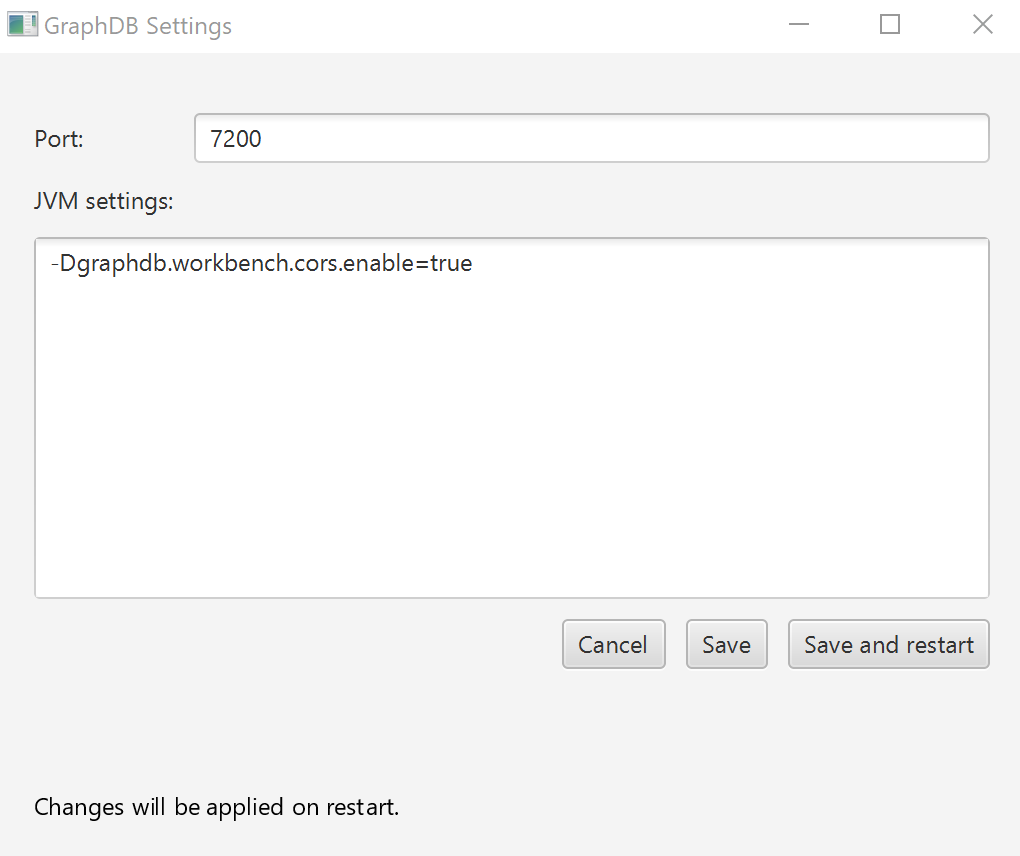 GraphDB Settings
Port: 7200
JVM settings:
-Dgraphdb.workbench.cors.enable=true
Cancel Save Save and restart
Changes will be applied on restart.